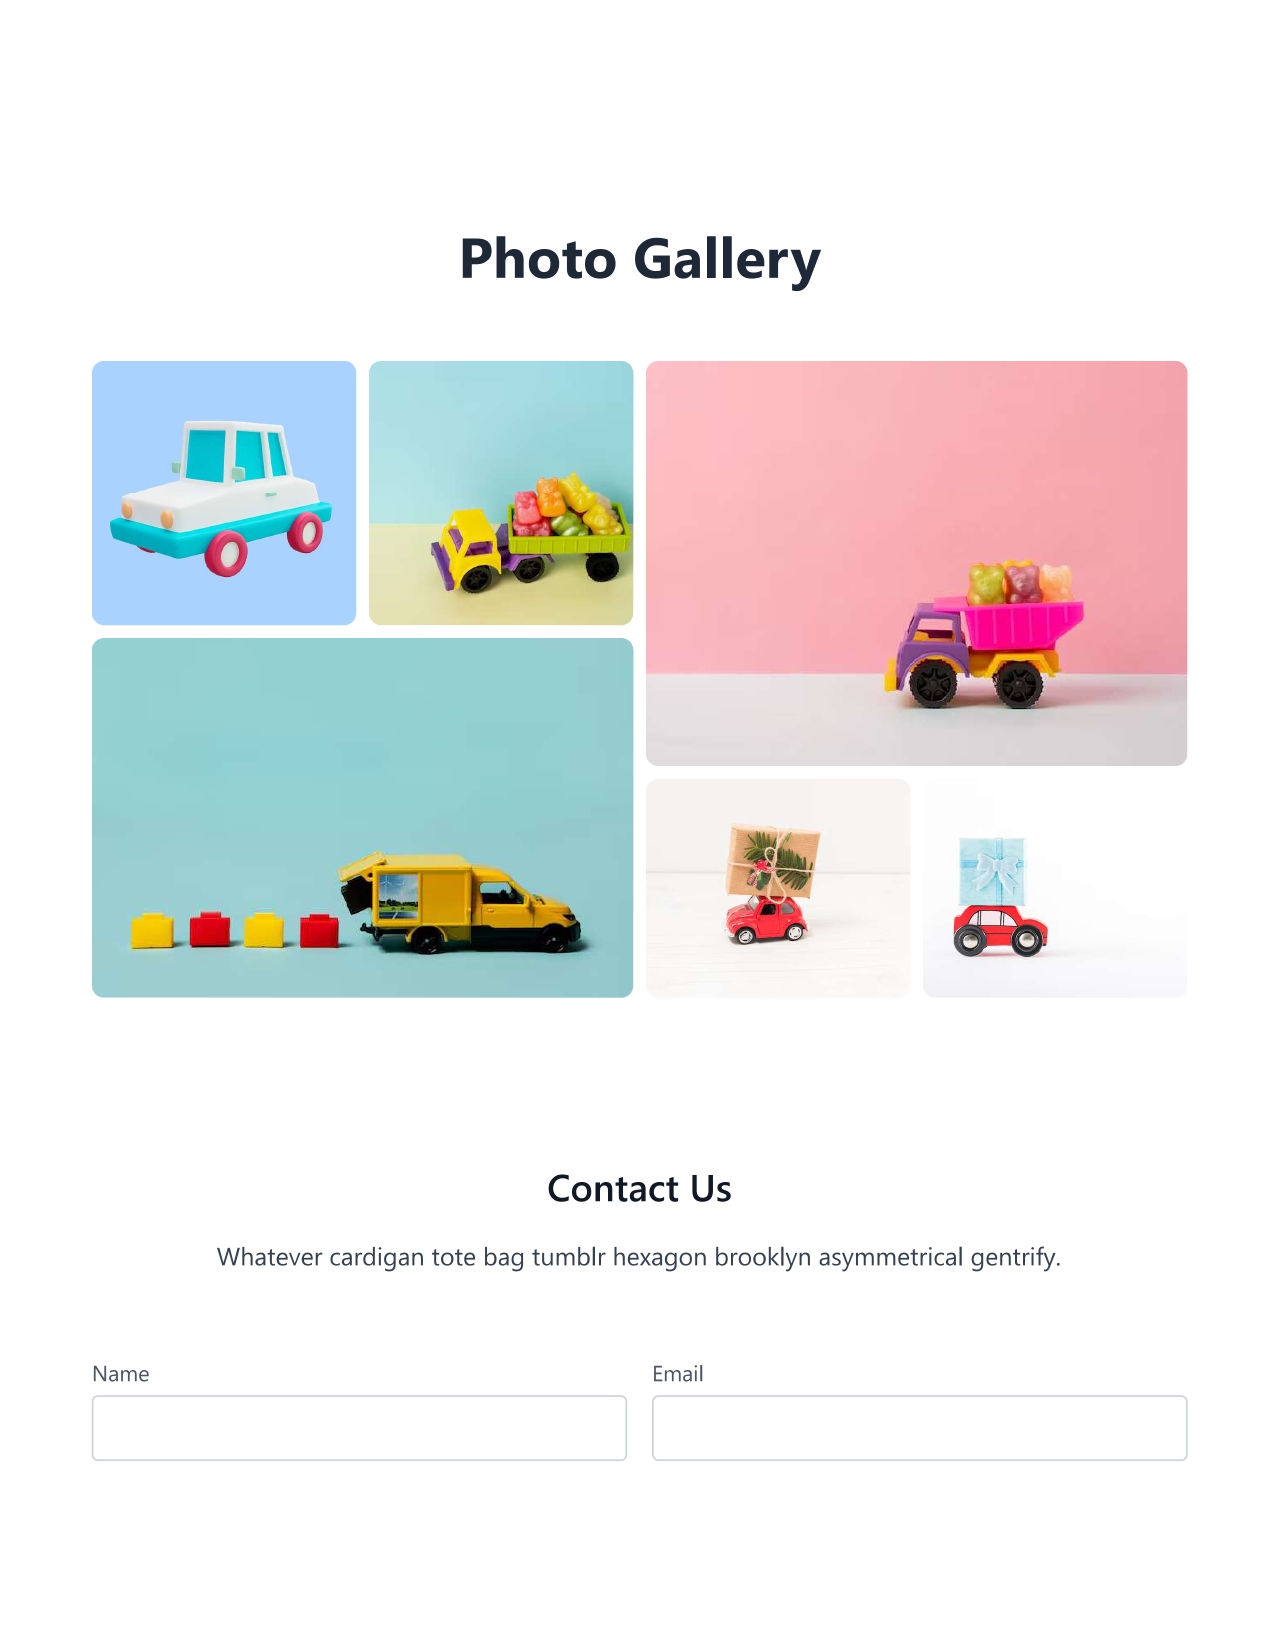 Photo Gallery
Contact Us
Whatever cardigan tote bag tumblr hexagon brooklyn asymmetrical gentrify.
Name
Email